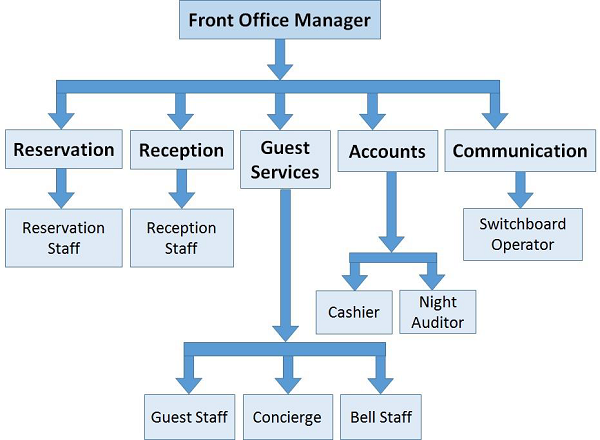 Front Office Manager
Reservation
Reception
Guest
Services
Accounts
Communication
Reservation
Staff
Reception
Staff
Switchboard
Operator
Cashier
Night
Auditor
Guest Staff
Concierge
Bell Staff